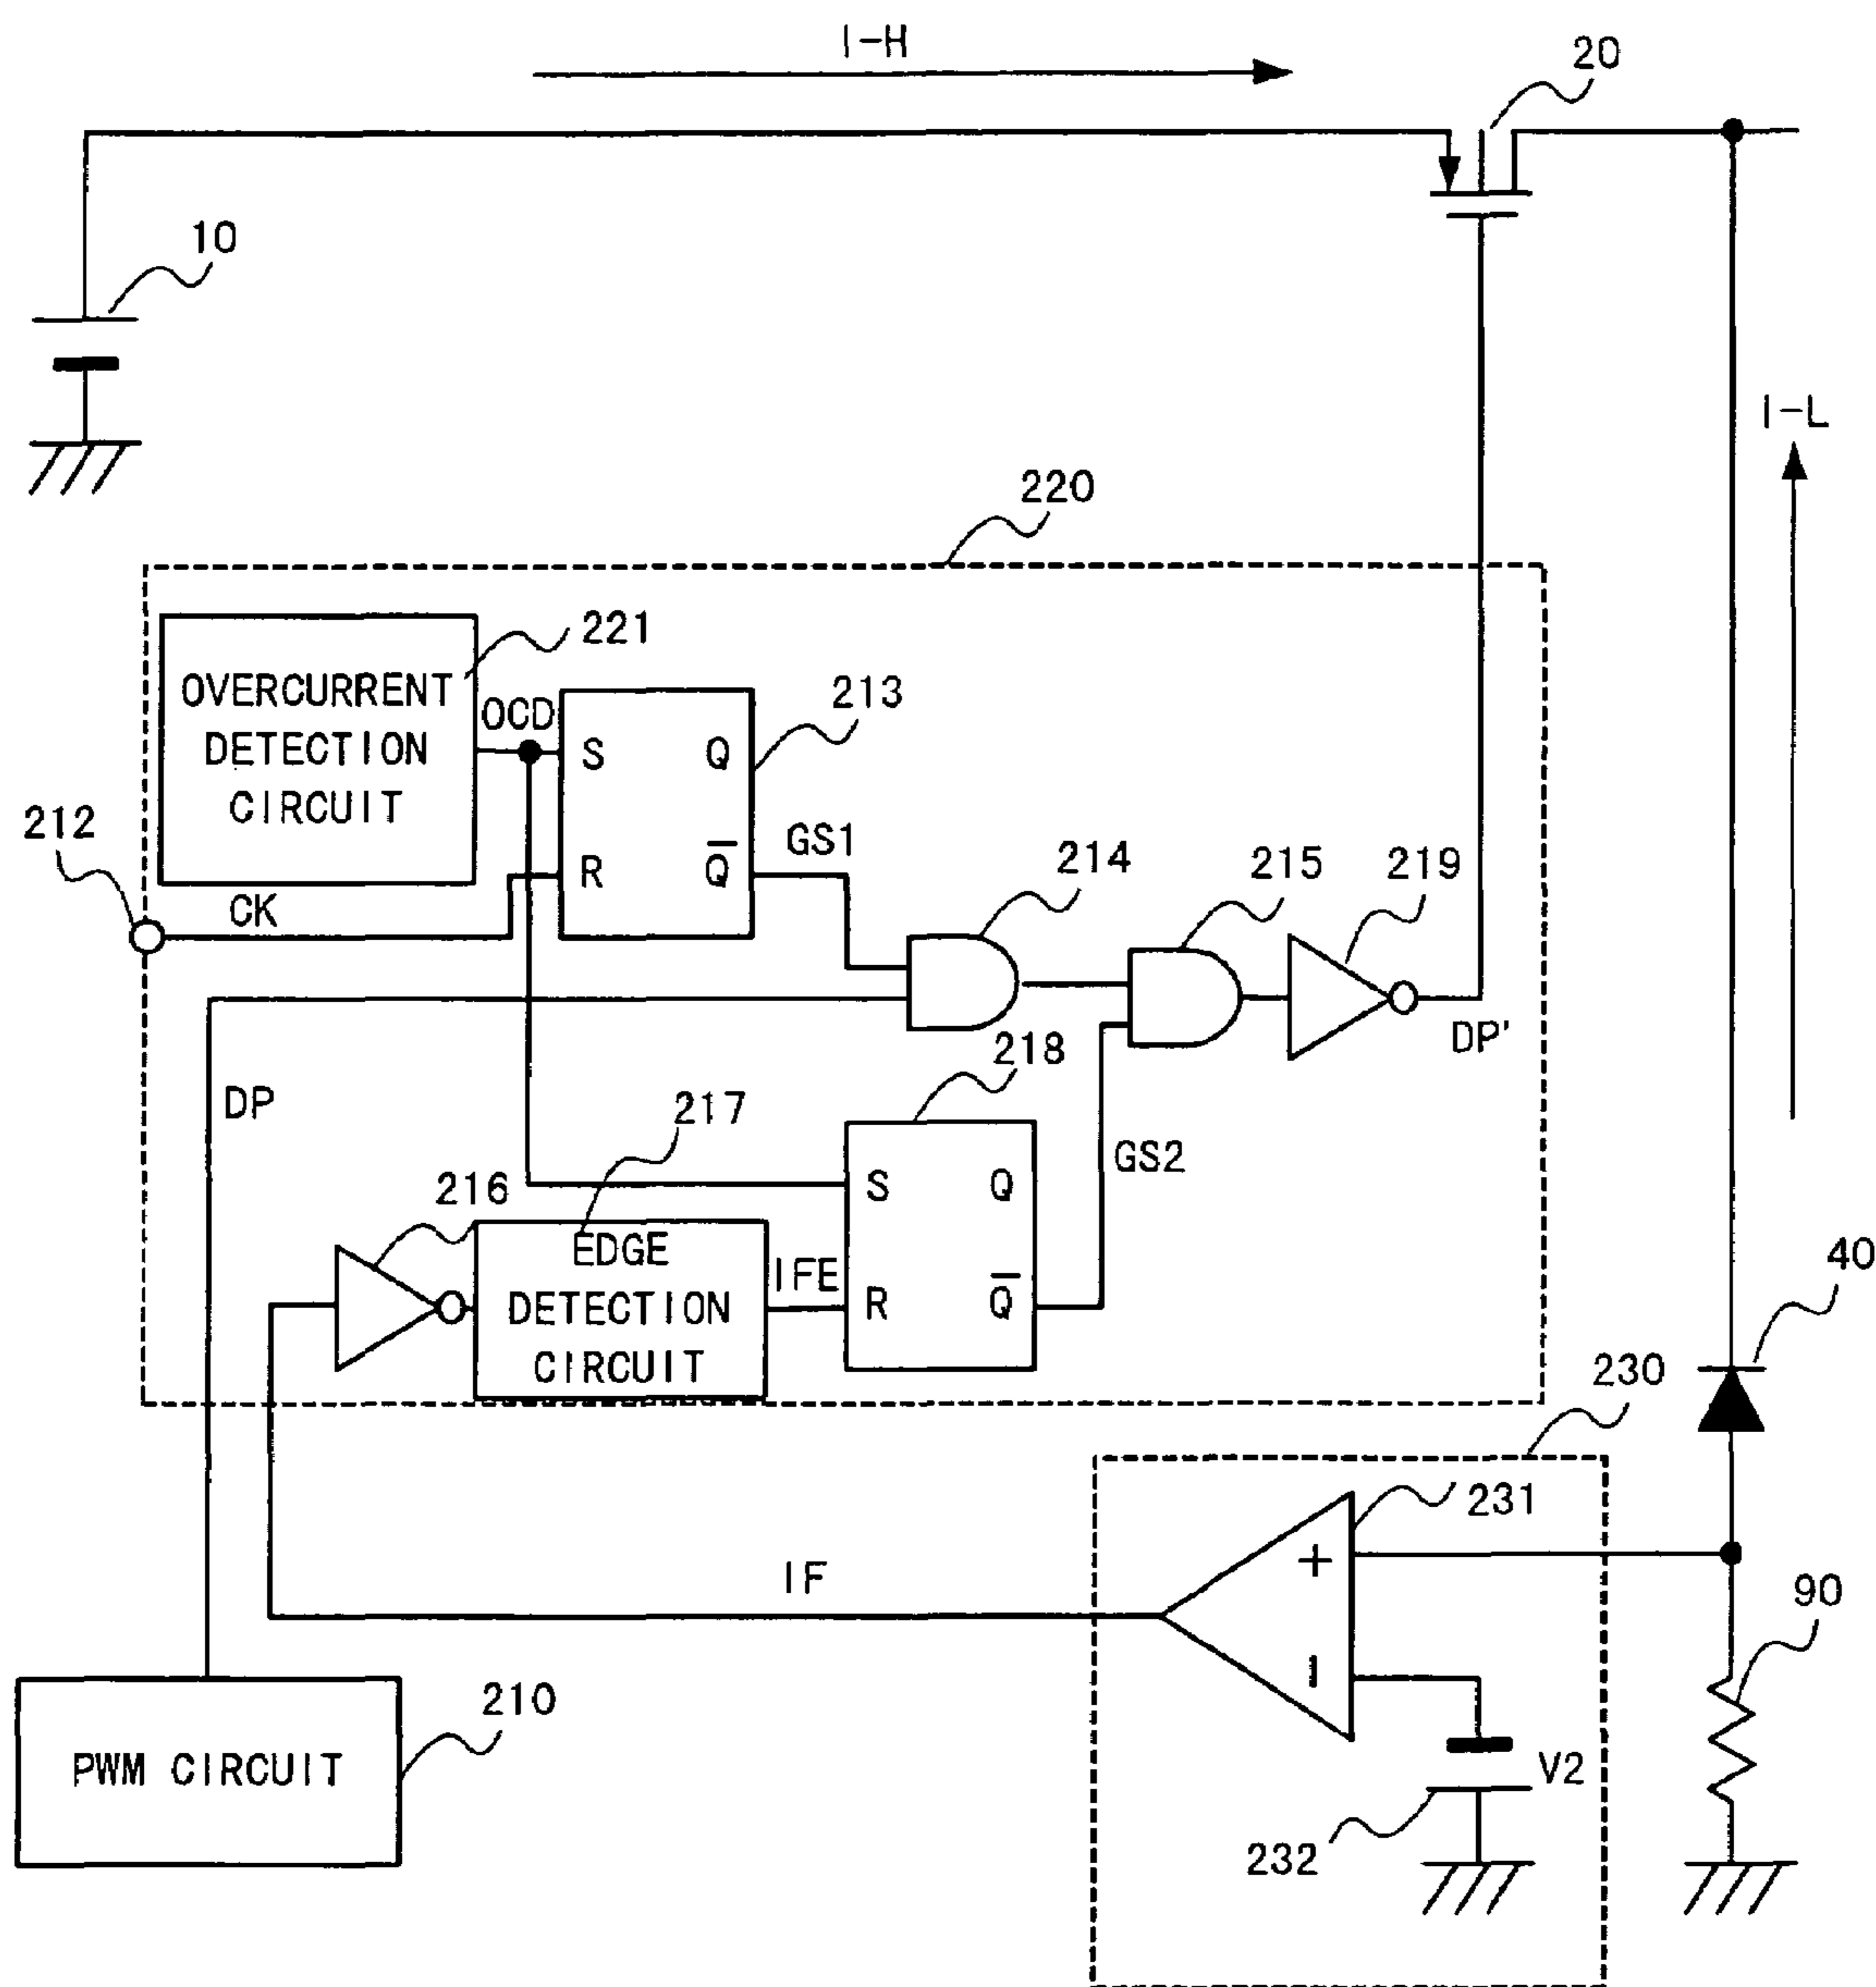 I-H
20
10
I-L
220
221
OVERCURRENT
DETECTION
CIRCUIT
OCD
213
S
Q
212
R
Q̅
GS1
CK
214
215
219
DP'
218
DP
217
GS2
216
S
Q
EDGE
DETECTION
CIRCUIT
IFE
R
Q̅
40
230
231
+
IF
90
-
210
PWM CIRCUIT
V2
232